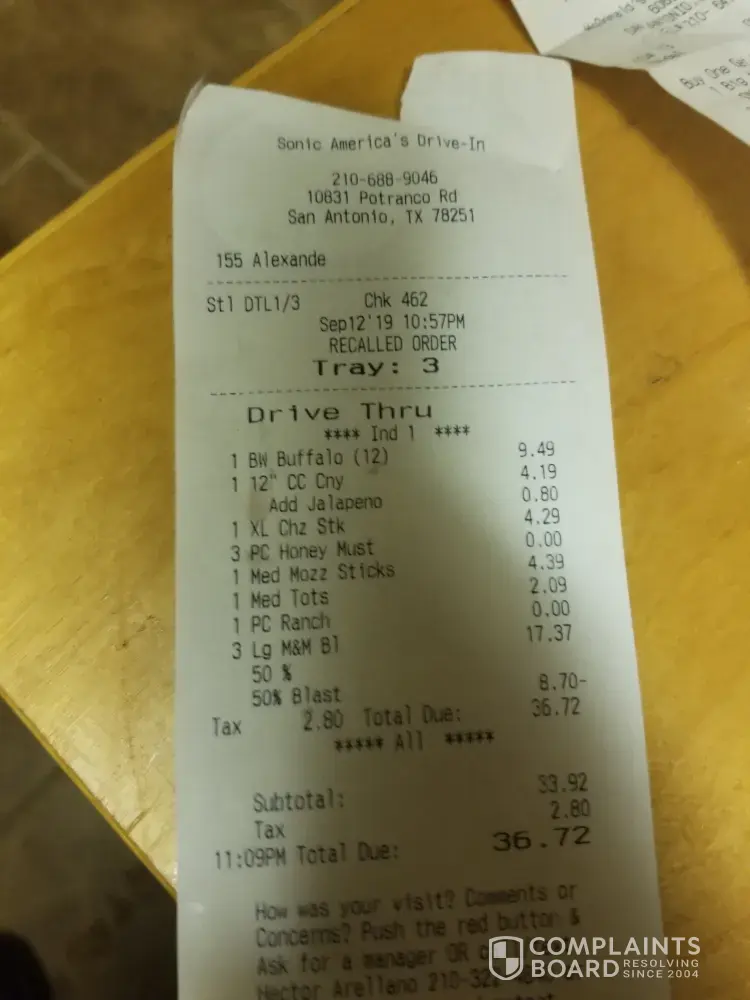 Sonic America's Drive-In
210-688-9046
10831 Potranco Rd
San Antonio, TX 78251
155 Alexande
Stl DTL1/3 Chk 462
Sep12'19 10:57PM
RECALLED ORDER
Tray: 3
Drive Thru
**** Ind 1 ****
1 BW Buffalo (12) 9.49
1 12" CC Cny 4.19
Add Jalapeno 0.80
1 XL Chz Stk 4.29
3 PC Honey Must 0.00
1 Med Mozz Sticks 4.39
1 Med Tots 2.09
1 PC Ranch 0.00
3 Lg M&M Bl 17.37
50 %
50% Blast 8.70-
Tax 2.80 Total Due: 36.72
***** All *****
Subtotal: 33.92
Tax 2.80
11:09PM Total Due: 36.72
How was your visit? Comments or
Concerns? Push the red button &
Ask for a manager OR
Hector Arellano 210-32
Buy One Get
COMPLAINTS
BOARD RESOLVING
SINCE 2004